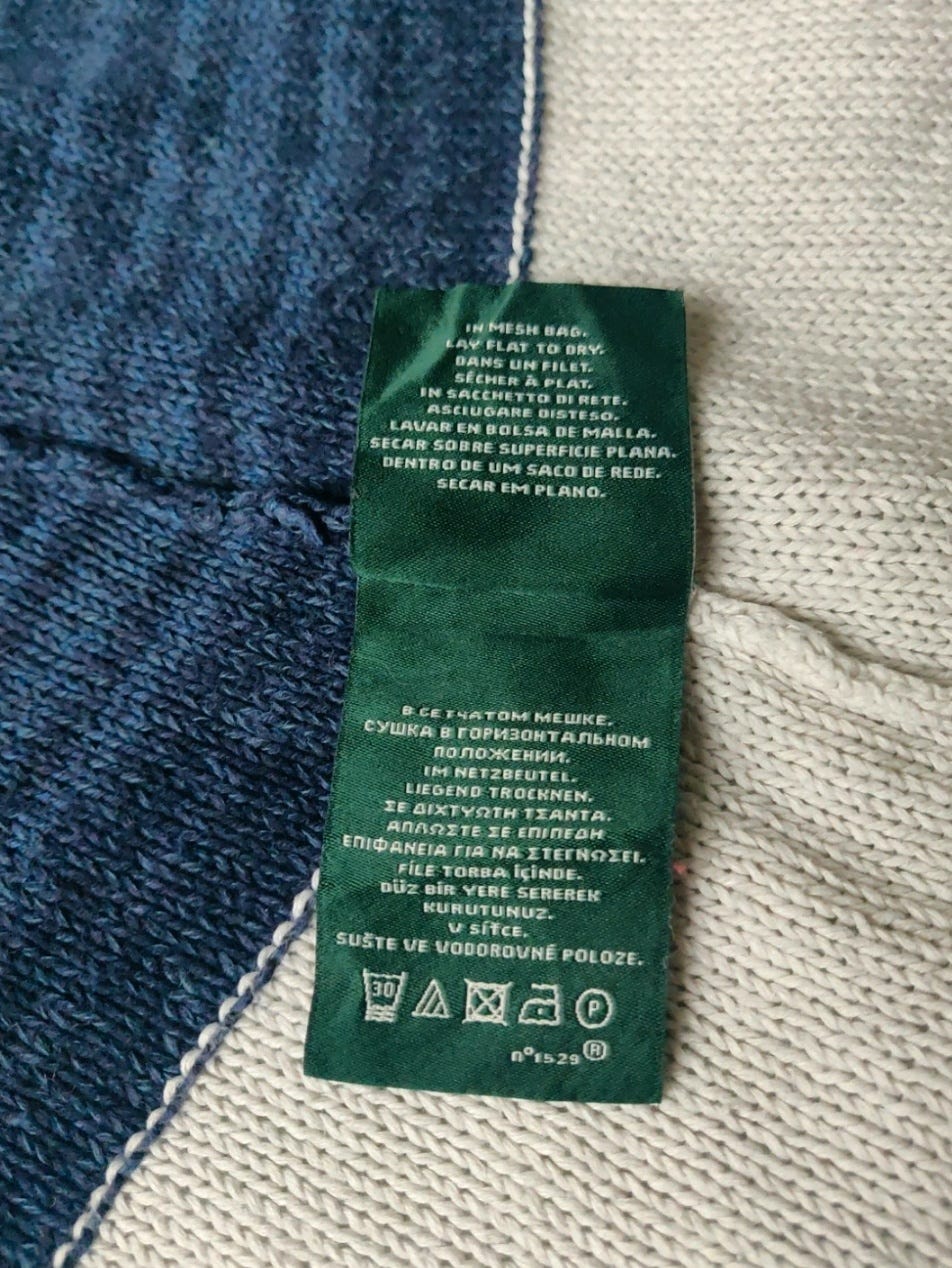 IN MESH BAG.
LAY FLAT TO DRY.
DANS UN FILET.
SÉCHER À PLAT.
IN SACCHETTO DI RETE.
ASCIUGARE DISTESO.
LAVAR EN BOLSA DE MALLA.
SECAR SOBRE SUPERFICIE PLANA.
DENTRO DE UM SACO DE REDE.
SECAR EM PLANO.
В СЕТЧАТОМ МЕШКЕ.
СУШКА В ГОРИЗОНТАЛЬНОМ
ПОЛОЖЕНИИ.
IM NETZBEUTEL.
LIEGEND TROCKNEN.
ΣΕ ΔΙΧΤΥΩΤΗ ΤΣΑΝΤΑ.
ΑΠΛΩΣΤΕ ΣΕ ΕΠΙΠΕΔΗ
ΕΠΙΦΑΝΕΙΑ ΓΙΑ ΝΑ ΣΤΕΓΝΩΣΕΙ.
FİLE TORBA İÇİNDE.
DÜZ BİR YERE SEREREK
KURUTUNUZ.
V SÍŤCE.
SUŠTE VE VODOROVNÉ POLOZE.
30 P
n°1529 ®